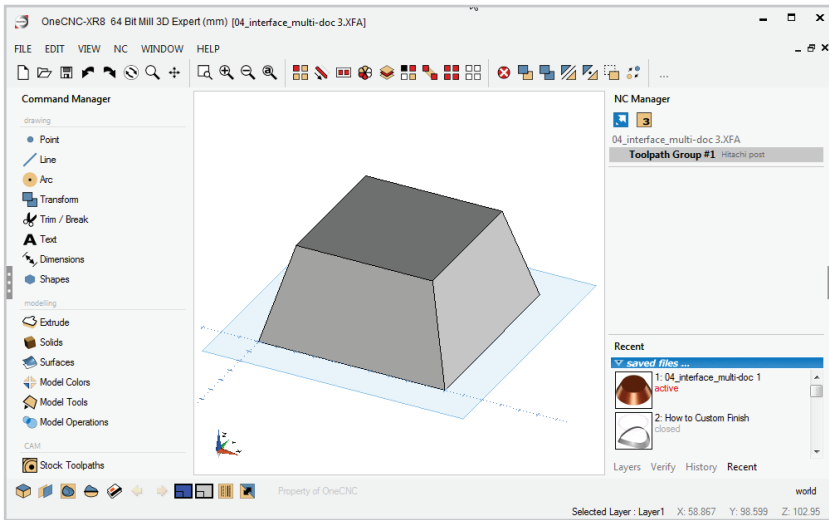 OneCNC-XR8 64 Bit Mill 3D Expert (mm) [04_interface_multi-doc 3.XFA]
FILE EDIT VIEW NC WINDOW HELP
Command Manager
drawing
Point
Line
Arc
Transform
Trim / Break
Text
Dimensions
Shapes
modelling
Extrude
Solids
Surfaces
Model Colors
Model Tools
Model Operations
CAM
Stock Toolpaths
NC Manager
3
04_interface_multi-doc 3.XFA
Toolpath Group #1 Hitachi post
Recent
saved files ...
1: 04_interface_multi-doc 1
active
2: How to Custom Finish
closed
Layers Verify History Recent
Property of OneCNC
world
Selected Layer : Layer1 X: 58.867 Y: 98.599 Z: 102.95